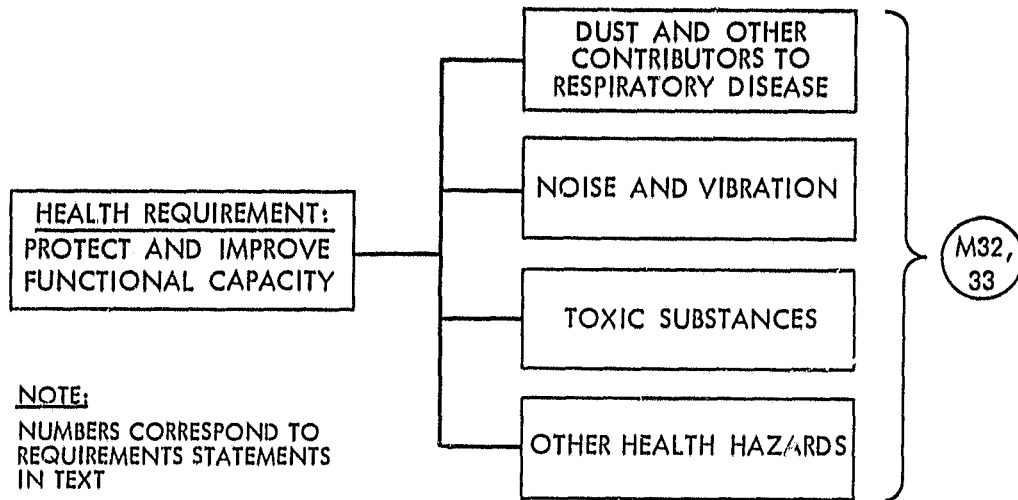 HEALTH REQUIREMENT:
PROTECT AND IMPROVE
FUNCTIONAL CAPACITY
DUST AND OTHER
CONTRIBUTORS TO
RESPIRATORY DISEASE
NOISE AND VIBRATION
TOXIC SUBSTANCES
OTHER HEALTH HAZARDS
M32,
33
NOTE:
NUMBERS CORRESPOND TO
REQUIREMENTS STATEMENTS
IN TEXT